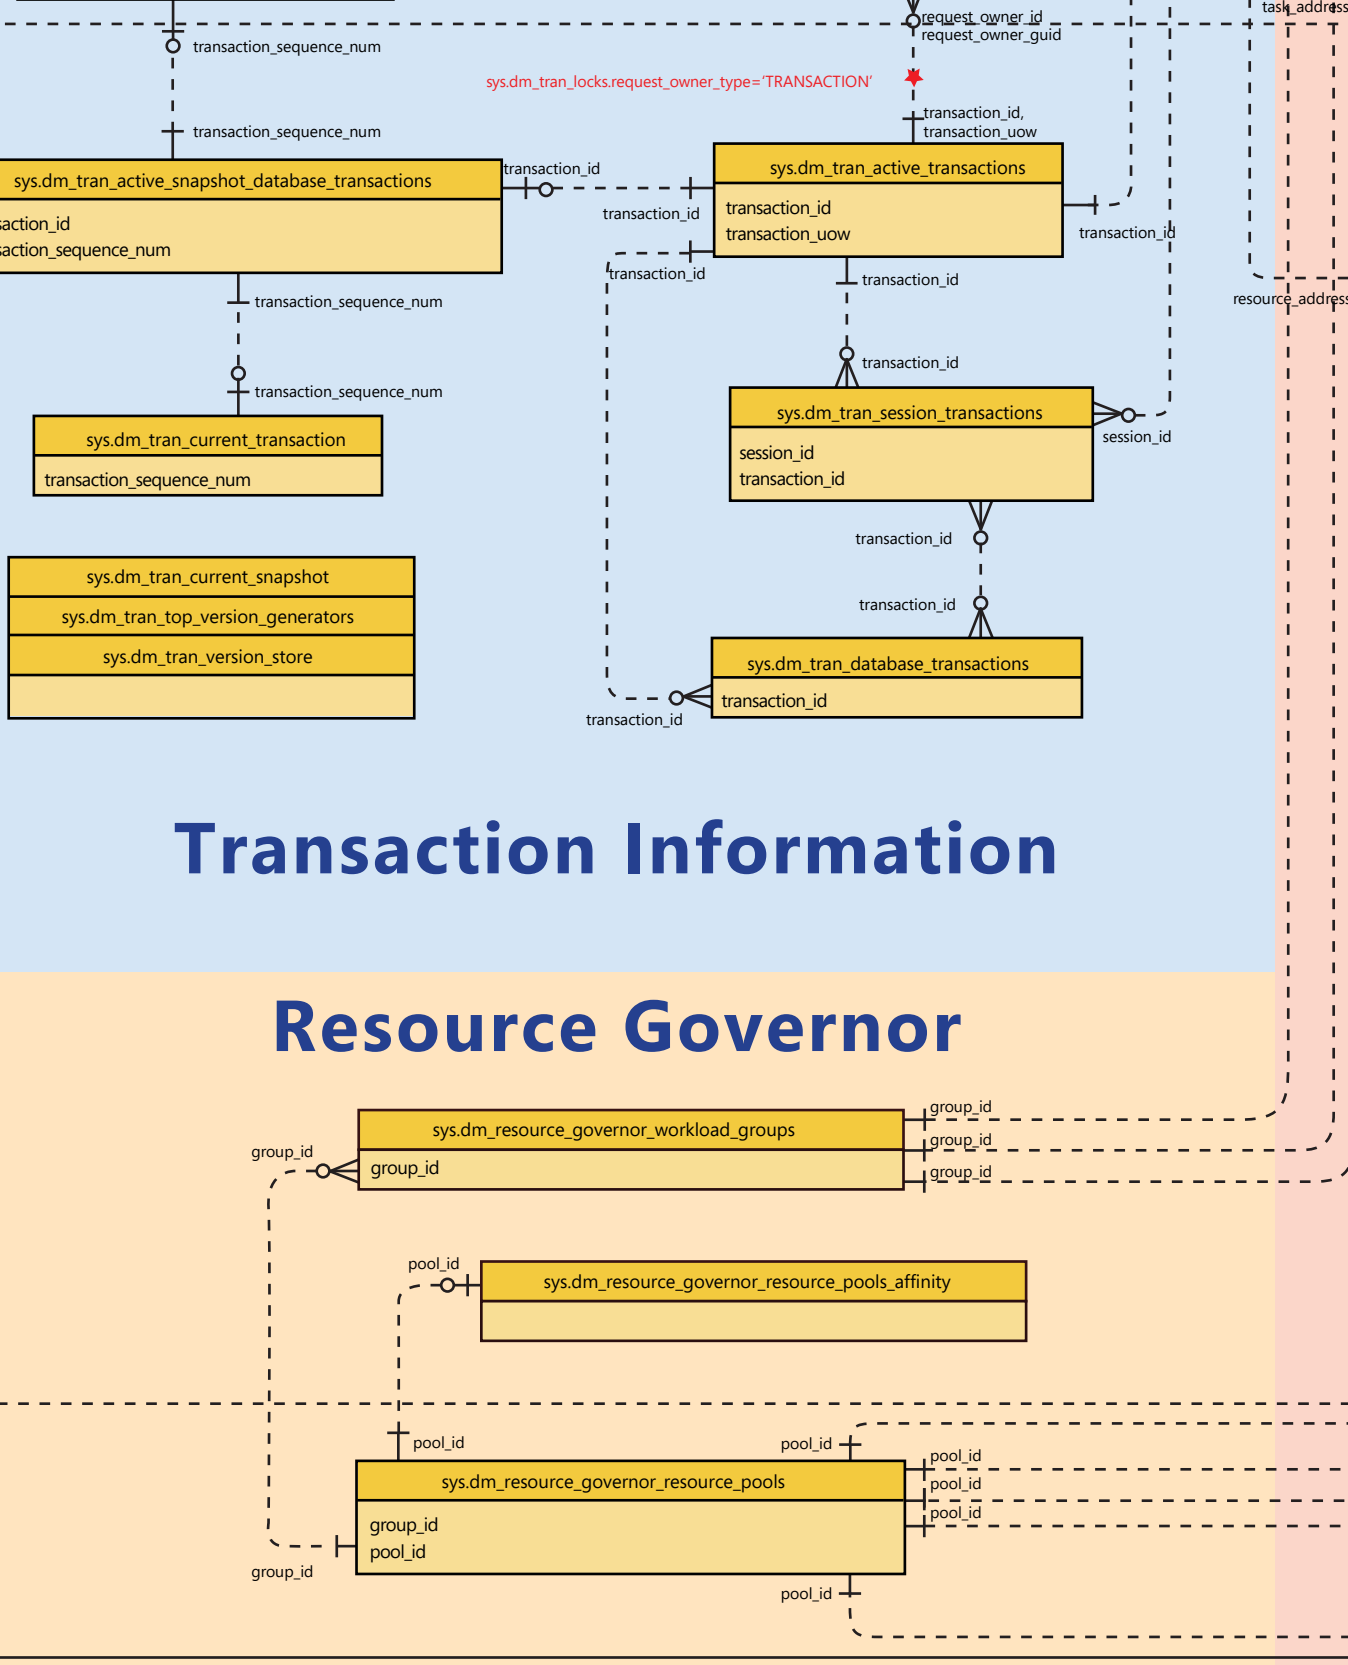 task_address
request_owner_id
request_owner_guid
transaction_sequence_num
sys.dm_tran_locks.request_owner_type=‘TRANSACTION’
transaction_id,
transaction_uow
transaction_sequence_num
sys.dm_tran_active_snapshot_database_transactions
saction_id
saction_sequence_num
transaction_id
transaction_id
sys.dm_tran_active_transactions
transaction_id
transaction_uow
transaction_id
transaction_id
transaction_id
resource_address
transaction_sequence_num
transaction_sequence_num
transaction_id
sys.dm_tran_current_transaction
transaction_sequence_num
sys.dm_tran_session_transactions
session_id
transaction_id
session_id
transaction_id
transaction_id
sys.dm_tran_current_snapshot
sys.dm_tran_top_version_generators
sys.dm_tran_version_store
sys.dm_tran_database_transactions
transaction_id
transaction_id
Transaction Information
Resource Governor
sys.dm_resource_governor_workload_groups
group_id
group_id
group_id
group_id
group_id
pool_id
sys.dm_resource_governor_resource_pools_affinity
pool_id
pool_id
sys.dm_resource_governor_resource_pools
group_id
pool_id
pool_id
pool_id
pool_id
group_id
pool_id